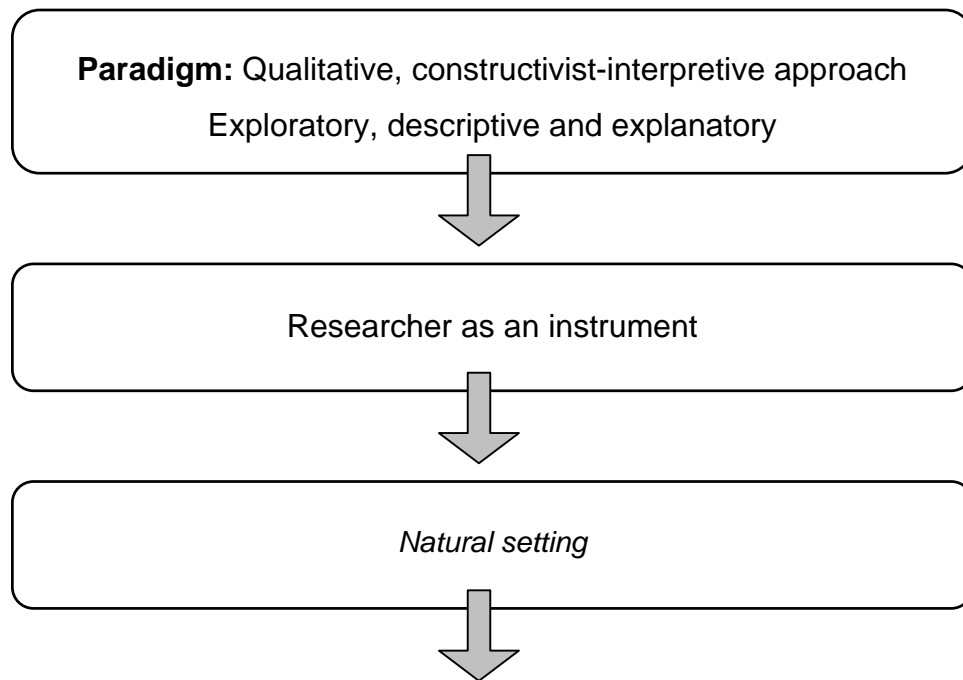 Paradigm: Qualitative, constructivist-interpretive approach
Exploratory, descriptive and explanatory
Researcher as an instrument
Natural setting